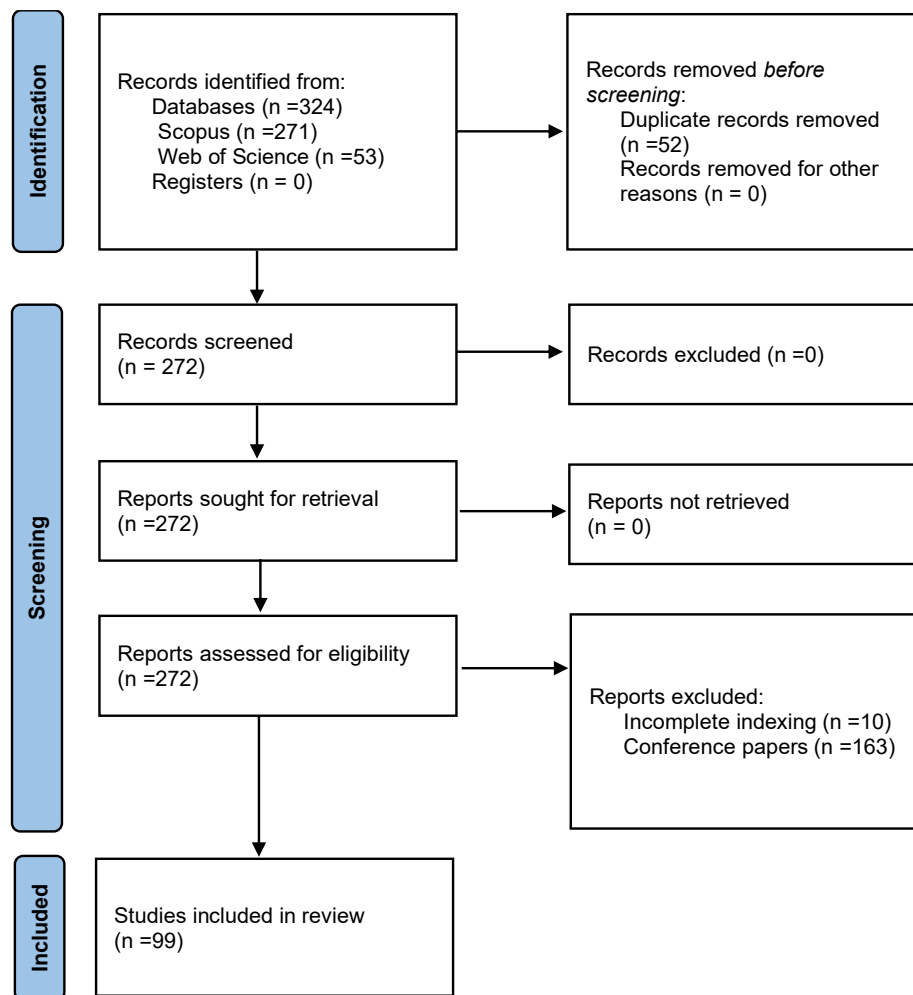 Identification
Records identified from:
Databases (n =324)
Scopus (n =271)
Web of Science (n =53)
Registers (n = 0)
Records removed before
screening:
Duplicate records removed
(n =52)
Records removed for other
reasons (n = 0)
Screening
Records screened
(n = 272)
Records excluded (n =0)
Reports sought for retrieval
(n =272)
Reports not retrieved
(n = 0)
Reports assessed for eligibility
(n =272)
Reports excluded:
Incomplete indexing (n =10)
Conference papers (n =163)
Included
Studies included in review
(n =99)